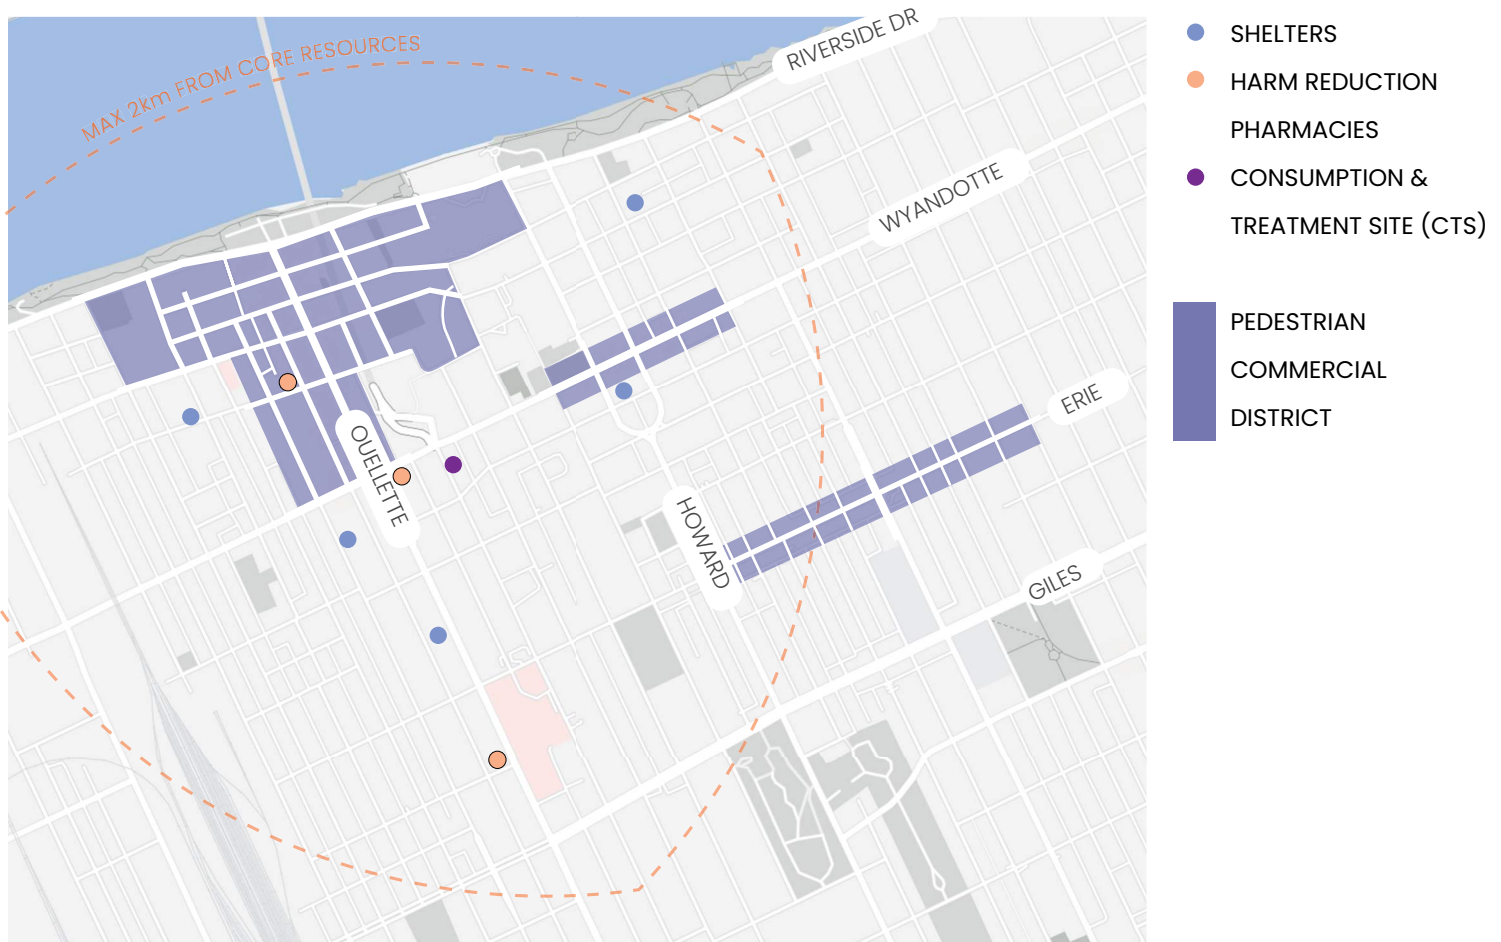 MAX 2km FROM CORE RESOURCES
RIVERSIDE DR
WYANDOTTE
ERIE
OUELLETTE
HOWARD
GILES
SHELTERS
HARM REDUCTION
PHARMACIES
CONSUMPTION &
TREATMENT SITE (CTS)
PEDESTRIAN
COMMERCIAL
DISTRICT